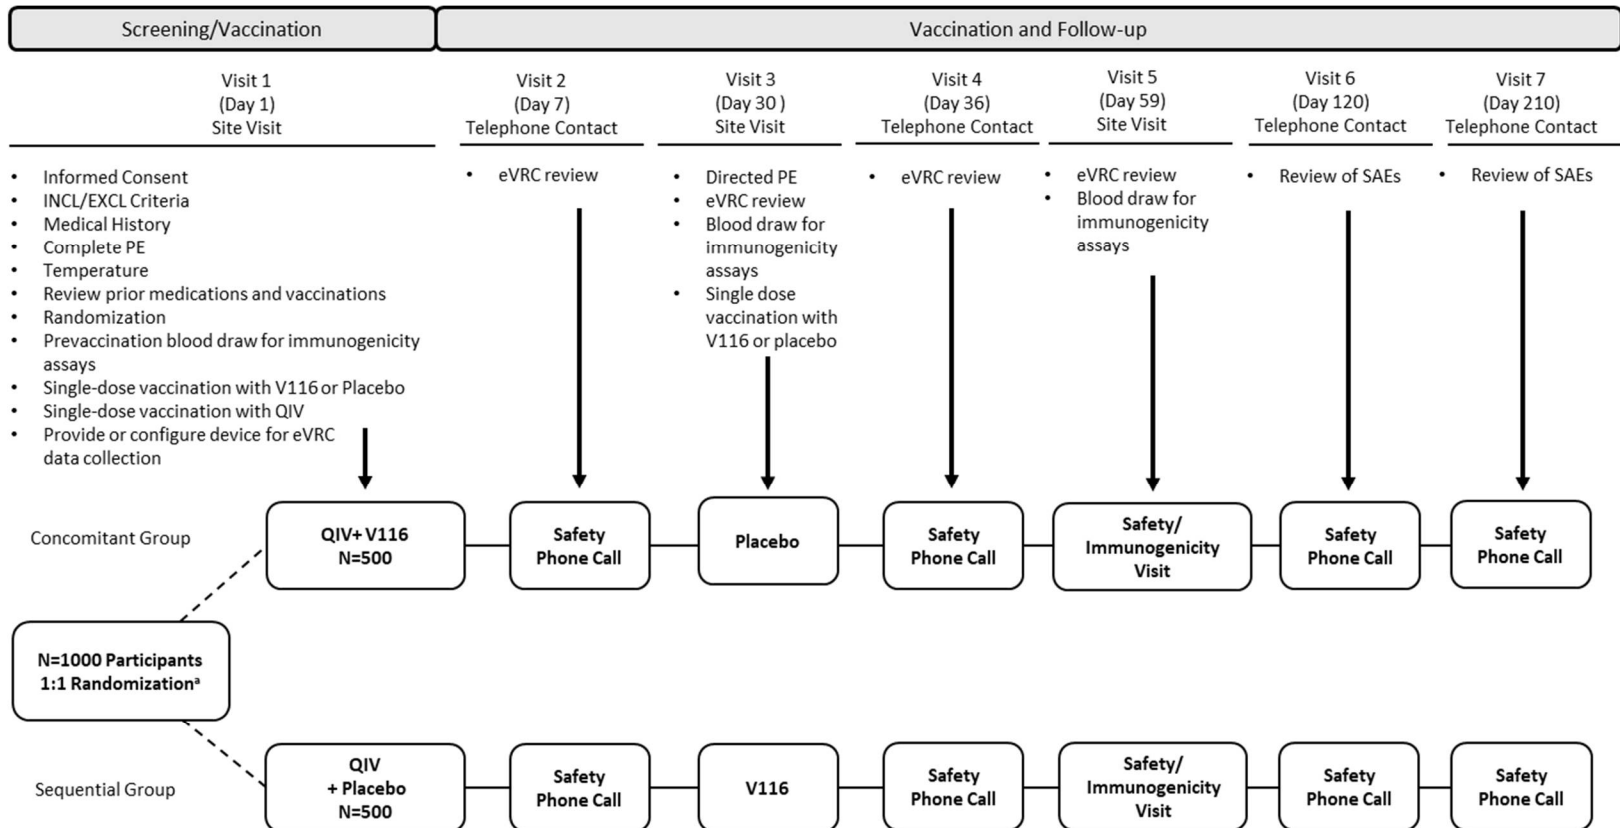 Screening/Vaccination
Vaccination and Follow-up
Visit 1
(Day 1)
Site Visit
Visit 2
(Day 7)
Telephone Contact
Visit 3
(Day 30 )
Site Visit
Visit 4
(Day 36)
Telephone Contact
Visit 5
(Day 59)
Site Visit
Visit 6
(Day 120)
Telephone Contact
Visit 7
(Day 210)
Telephone Contact
• Informed Consent
• INCL/EXCL Criteria
• Medical History
• Complete PE
• Temperature
• Review prior medications and vaccinations
• Randomization
• Prevaccination blood draw for immunogenicity
assays
• Single-dose vaccination with V116 or Placebo
• Single-dose vaccination with QIV
• Provide or configure device for eVRC
data collection
• eVRC review
• Directed PE
• eVRC review
• Blood draw for
immunogenicity
assays
• Single dose
vaccination with
V116 or placebo
• eVRC review
• eVRC review
• Blood draw for
immunogenicity
assays
• Review of SAEs
• Review of SAEs
Concomitant Group
QIV+ V116
N=500
Safety
Phone Call
Placebo
Safety
Phone Call
Safety/
Immunogenicity
Visit
Safety
Phone Call
Safety
Phone Call
N=1000 Participants
1:1 Randomizationᵃ
Sequential Group
QIV
+ Placebo
N=500
Safety
Phone Call
V116
Safety
Phone Call
Safety/
Immunogenicity
Visit
Safety
Phone Call
Safety
Phone Call